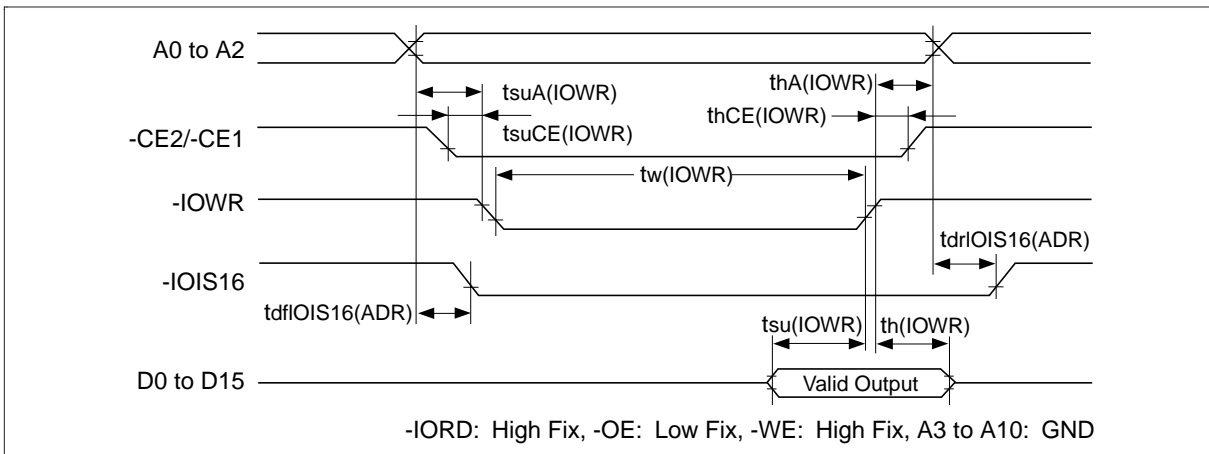 A0 to A2
tsuA(IOWR)
thA(IOWR)
-CE2/-CE1
tsuCE(IOWR)
thCE(IOWR)
tw(IOWR)
-IOWR
tdrIOIS16(ADR)
-IOIS16
tdfIOIS16(ADR)
tsu(IOWR)
th(IOWR)
D0 to D15
Valid Output
-IORD: High Fix, -OE: Low Fix, -WE: High Fix, A3 to A10: GND